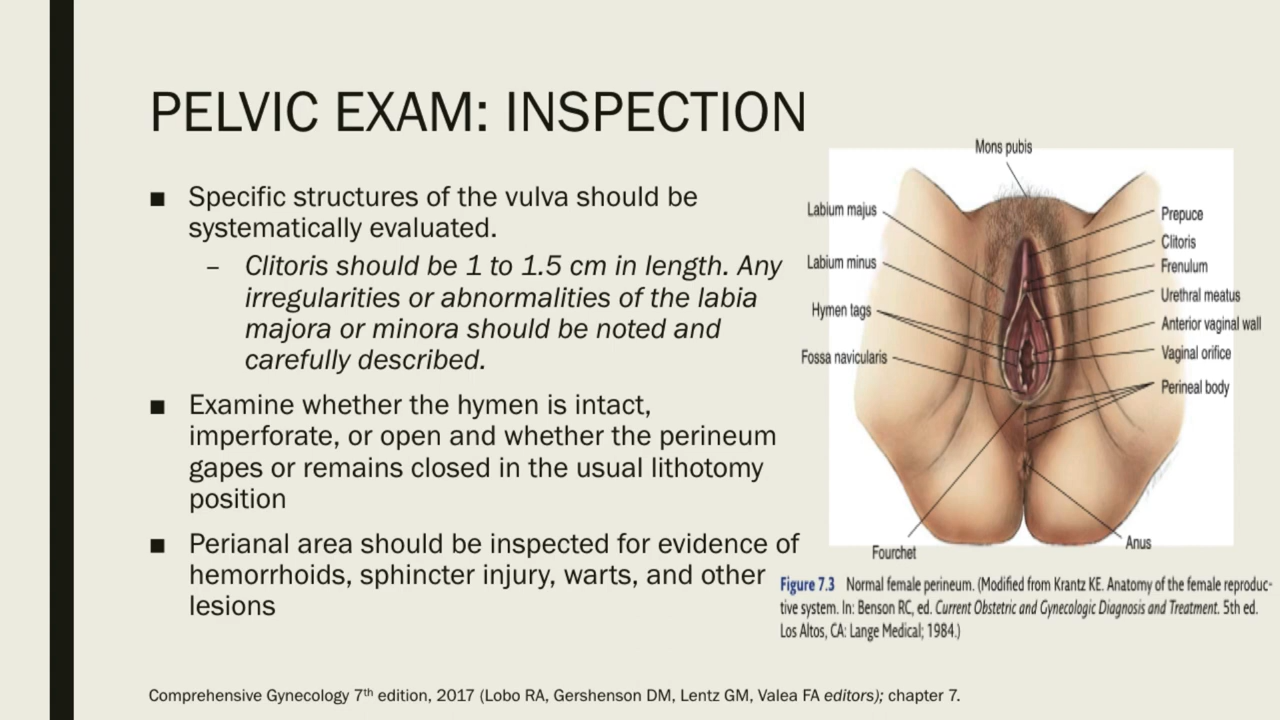 PELVIC EXAM: INSPECTION
■ Specific structures of the vulva should be
systematically evaluated.
– Clitoris should be 1 to 1.5 cm in length. Any
irregularities or abnormalities of the labia
majora or minora should be noted and
carefully described.
■ Examine whether the hymen is intact,
imperforate, or open and whether the perineum
gapes or remains closed in the usual lithotomy
position
■ Perianal area should be inspected for evidence of
hemorrhoids, sphincter injury, warts, and other
lesions
Mons pubis
Labium majus
Labium minus
Hymen tags
Fossa navicularis
Prepuce
Clitoris
Frenulum
Urethral meatus
Anterior vaginal wall
Vaginal orifice
Perineal body
Fourchet
Anus
Figure 7.3 Normal female perineum. (Modified from Krantz KE. Anatomy of the female reproduc-
tive system. In: Benson RC, ed. Current Obstetric and Gynecologic Diagnosis and Treatment. 5th ed.
Los Altos, CA: Lange Medical; 1984.)
Comprehensive Gynecology 7th edition, 2017 (Lobo RA, Gershenson DM, Lentz GM, Valea FA editors); chapter 7.